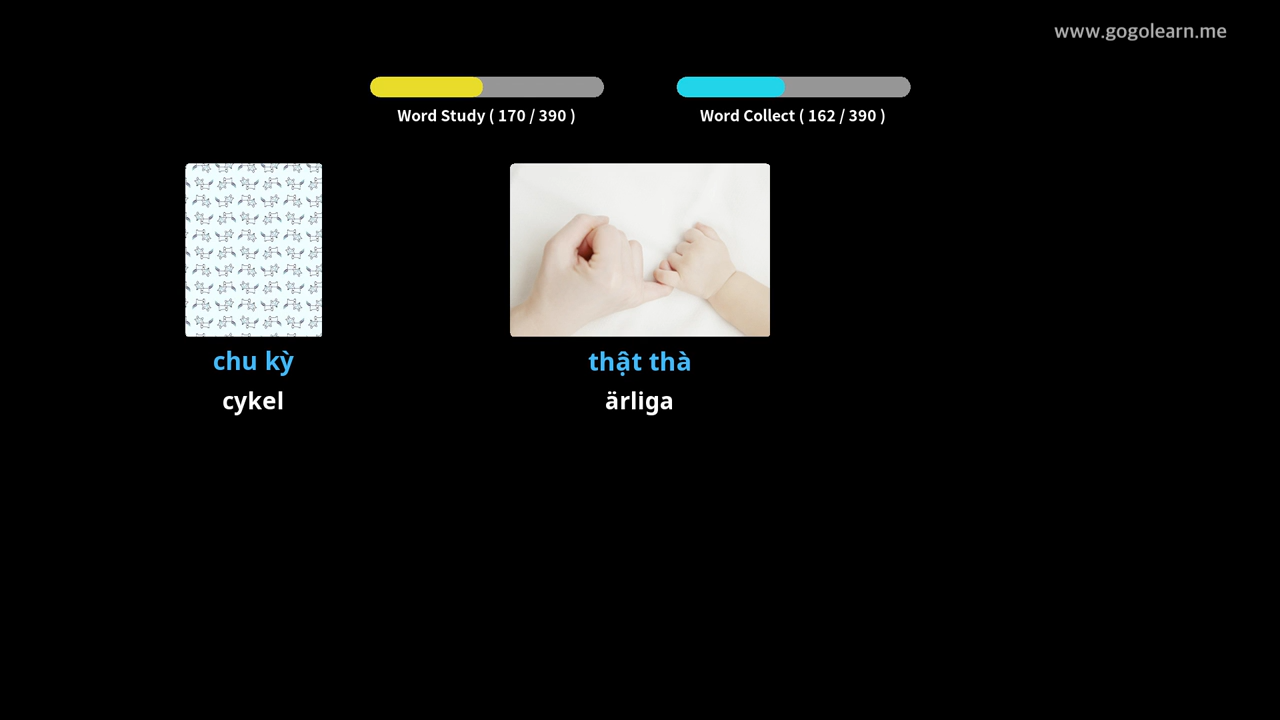 www.gogolearn.me
Word Study ( 170 / 390 )
Word Collect ( 162 / 390 )
chu kỳ
cykel
thật thà
ärliga